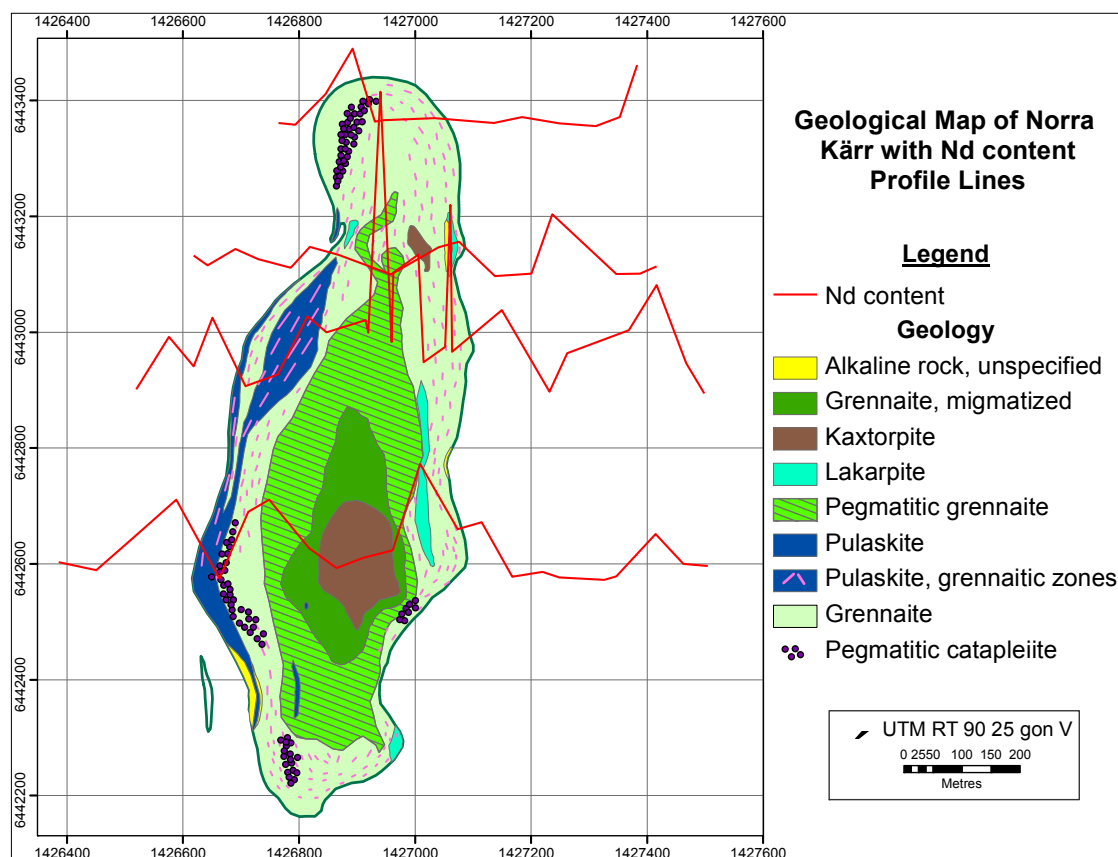 1426400 1426600 1426800 1427000 1427200 1427400 1427600
6443400
6443200
6443000
6442800
6442600
6442400
6442200
1426400 1426600 1426800 1427000 1427200 1427400 1427600
Geological Map of Norra
Kärr with Nd content
Profile Lines
Legend
Nd content
Geology
Alkaline rock, unspecified
Grennaite, migmatized
Kaxtorpite
Lakarpite
Pegmatitic grennaite
Pulaskite
Pulaskite, grennaitic zones
Grennaite
Pegmatitic catapleiite
UTM RT 90 25 gon V
0 2550 100 150 200
Metres